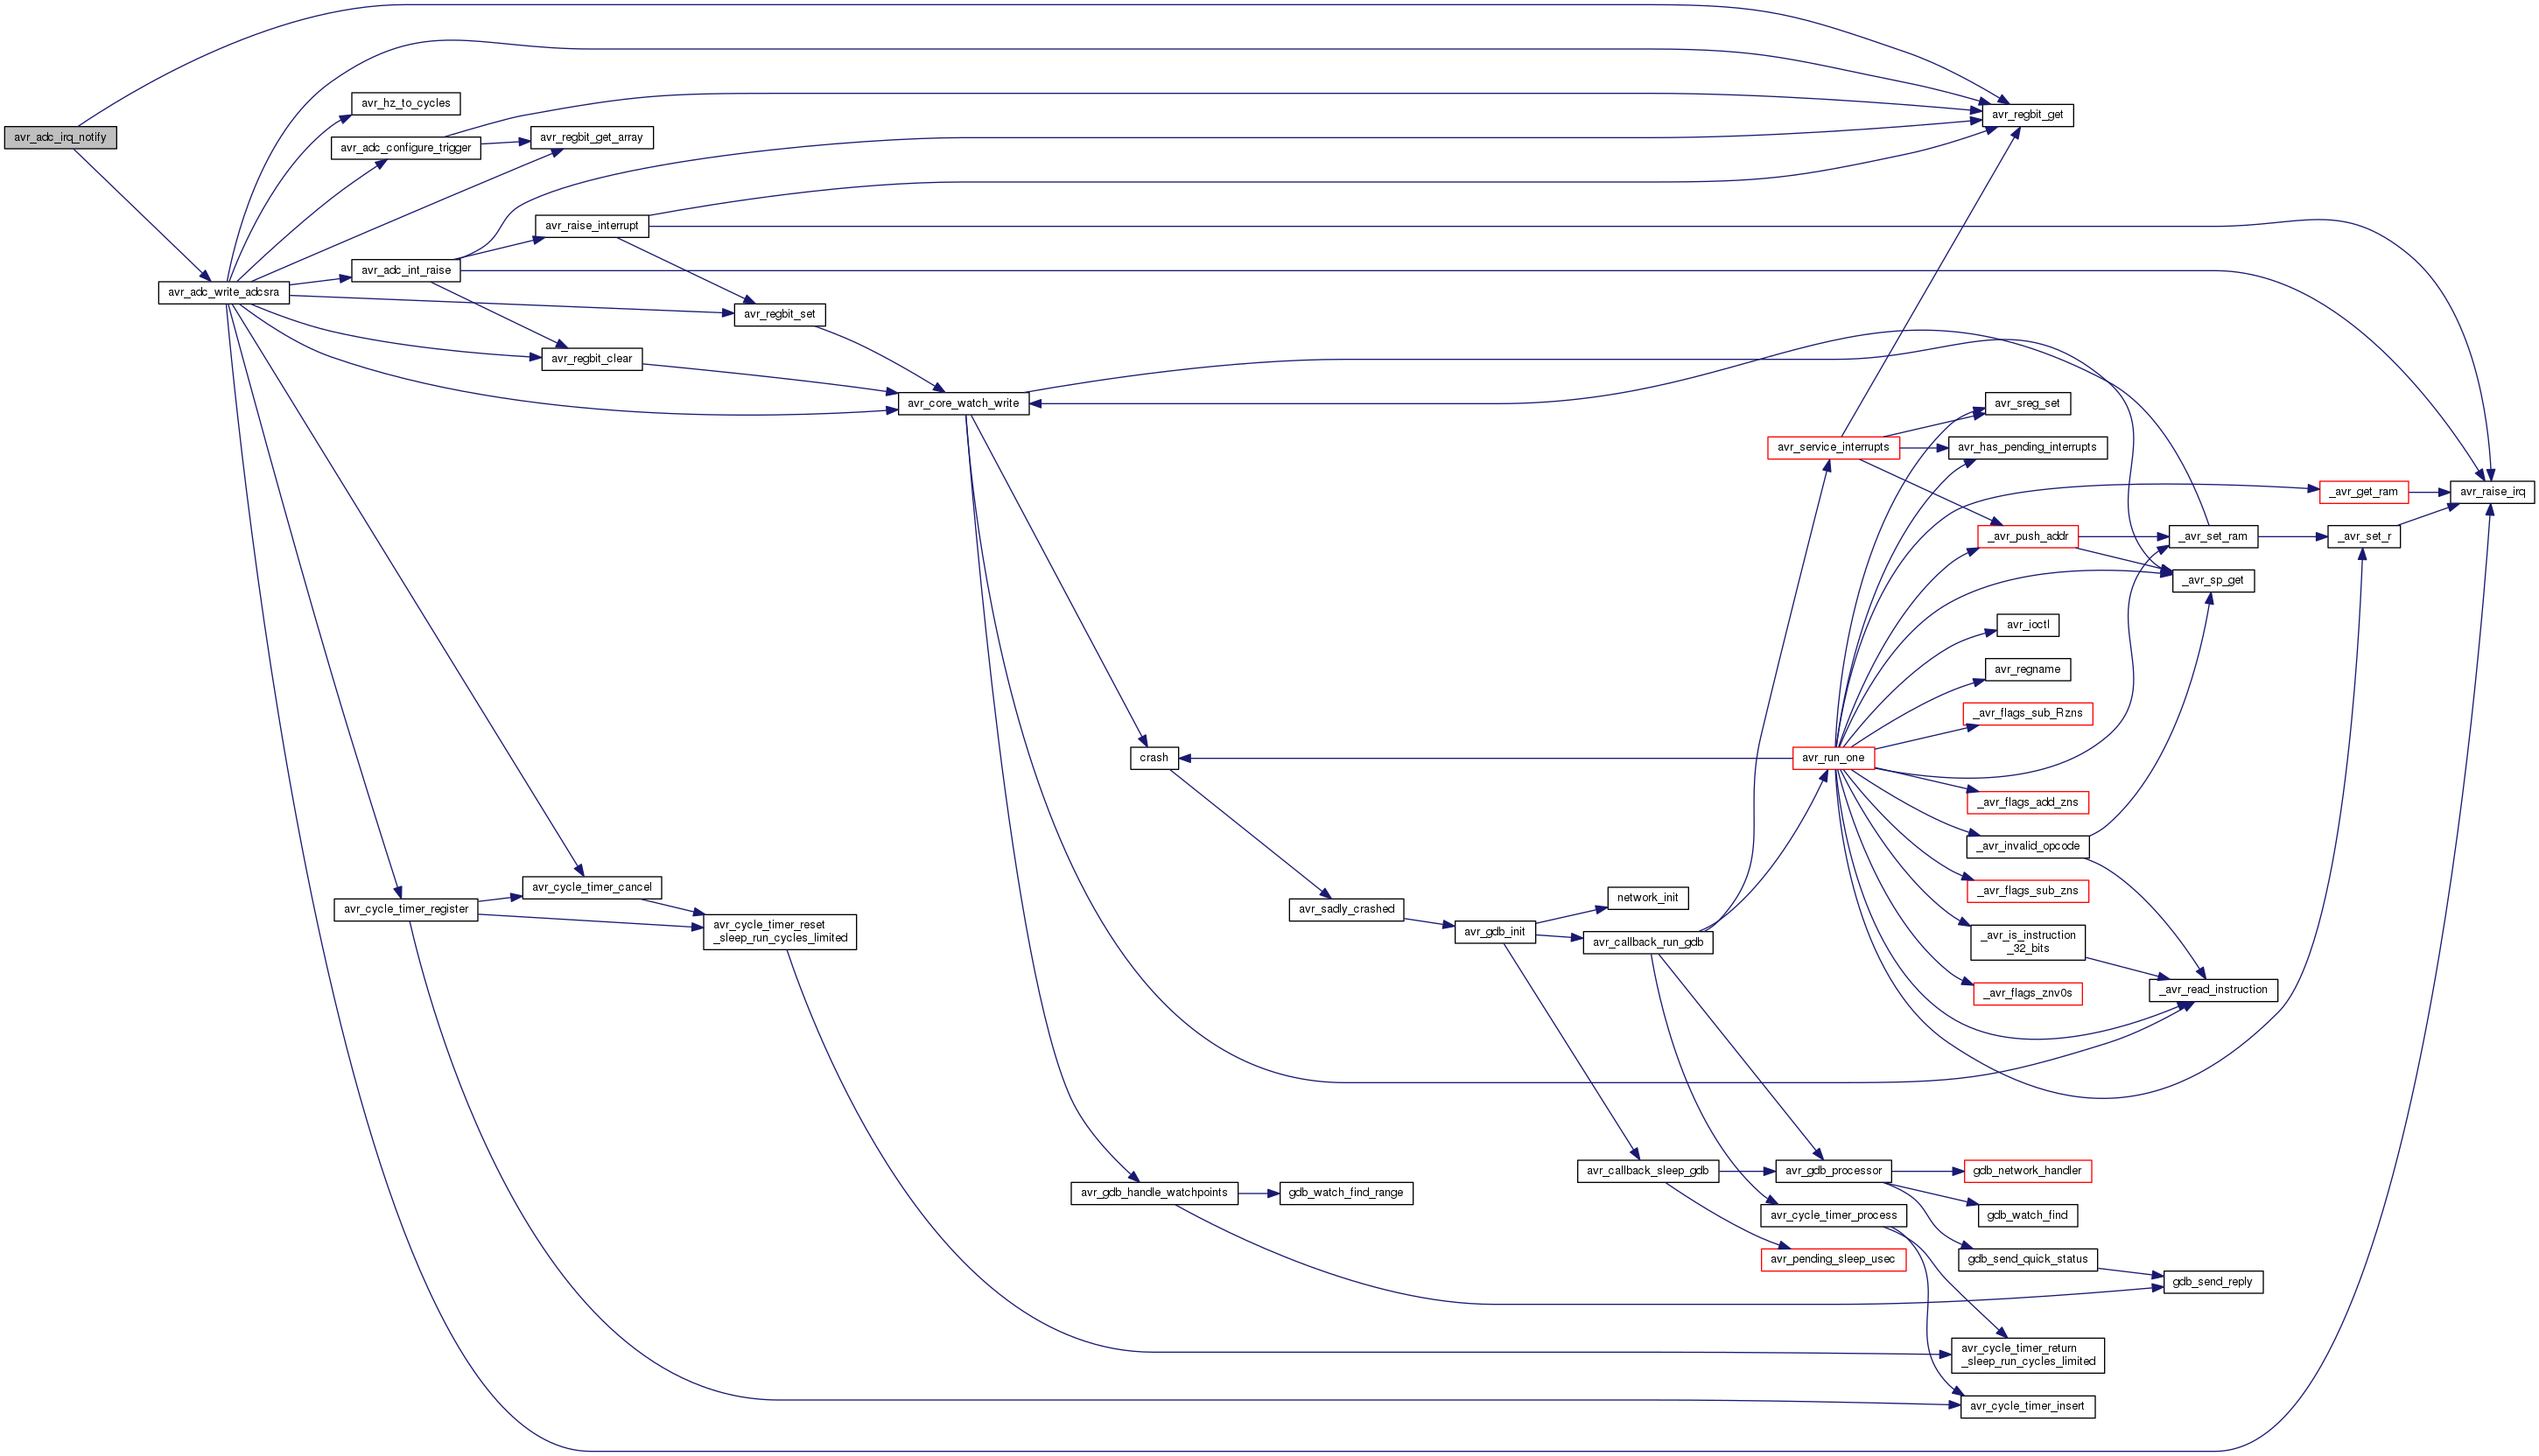 avr_adc_irq_notify
avr_adc_write_adcsra
avr_hz_to_cycles
avr_adc_configure_trigger
avr_regbit_get_array
avr_regbit_get
avr_raise_interrupt
avr_adc_int_raise
avr_regbit_set
avr_regbit_clear
avr_core_watch_write
avr_sreg_set
avr_service_interrupts
avr_has_pending_interrupts
_avr_get_ram
avr_raise_irq
_avr_push_addr
_avr_set_ram
_avr_set_r
_avr_sp_get
avr_ioctl
avr_regname
_avr_flags_sub_Rzns
crash
avr_run_one
_avr_flags_add_zns
_avr_invalid_opcode
_avr_flags_sub_zns
avr_cycle_timer_cancel
avr_cycle_timer_register
avr_cycle_timer_reset
_sleep_run_cycles_limited
avr_sadly_crashed
network_init
avr_gdb_init
avr_callback_run_gdb
_avr_is_instruction
_32_bits
_avr_flags_znv0s
_avr_read_instruction
avr_callback_sleep_gdb
avr_gdb_processor
gdb_network_handler
avr_gdb_handle_watchpoints
gdb_watch_find_range
avr_cycle_timer_process
gdb_watch_find
avr_pending_sleep_usec
gdb_send_quick_status
gdb_send_reply
avr_cycle_timer_return
_sleep_run_cycles_limited
avr_cycle_timer_insert